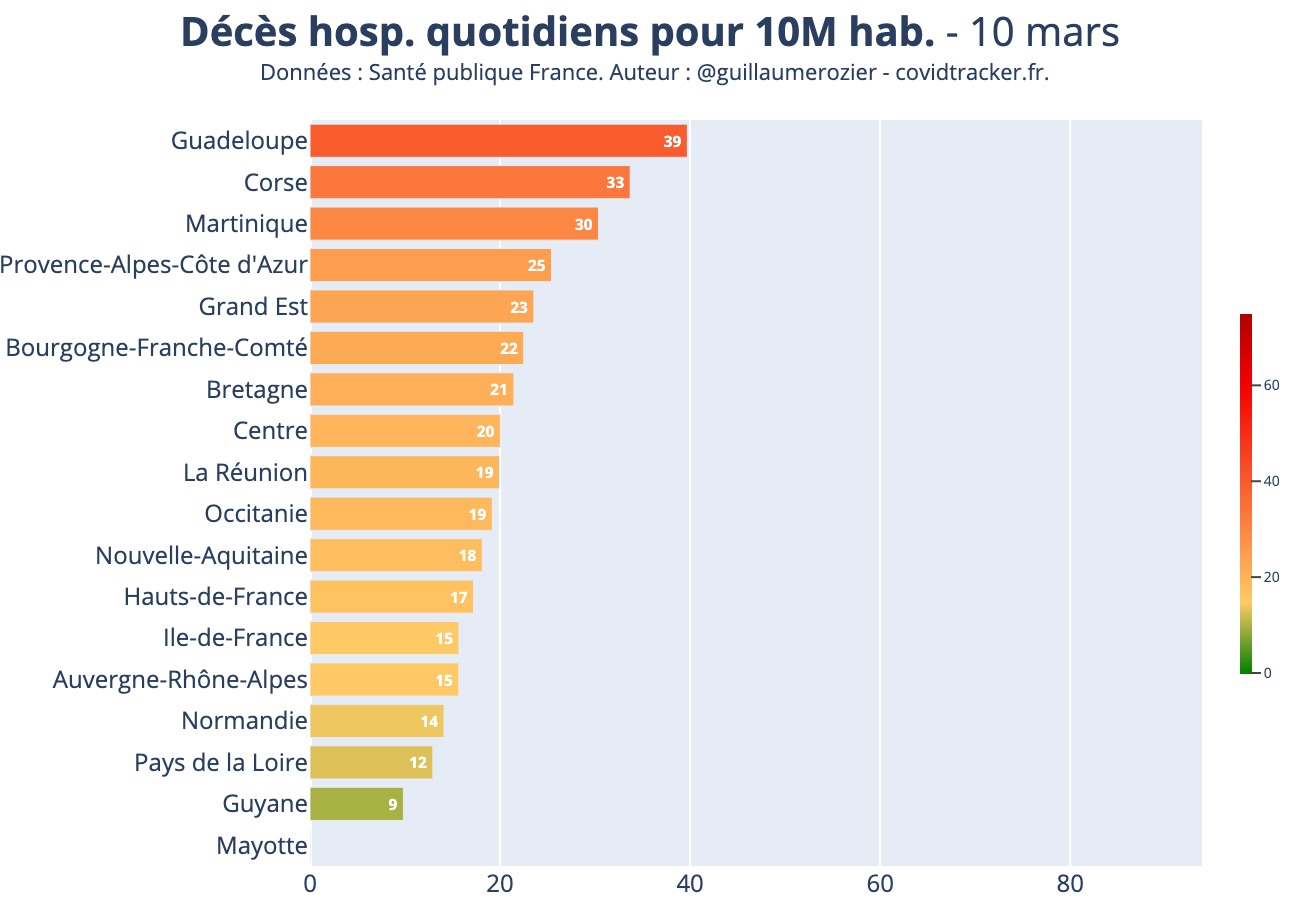 Décès hosp. quotidiens pour 10M hab. - 10 mars
Données : Santé publique France. Auteur : @guillaumerozier - covidtracker.fr.
Guadeloupe 39
Corse 33
Martinique 30
Provence-Alpes-Côte d'Azur 25
Grand Est 23
Bourgogne-Franche-Comté 22
Bretagne 21
Centre 20
La Réunion 19
Occitanie 19
Nouvelle-Aquitaine 18
Hauts-de-France 17
Ile-de-France 15
Auvergne-Rhône-Alpes 15
Normandie 14
Pays de la Loire 12
Guyane 9
Mayotte
0 20 40 60 80
60
40
20
0